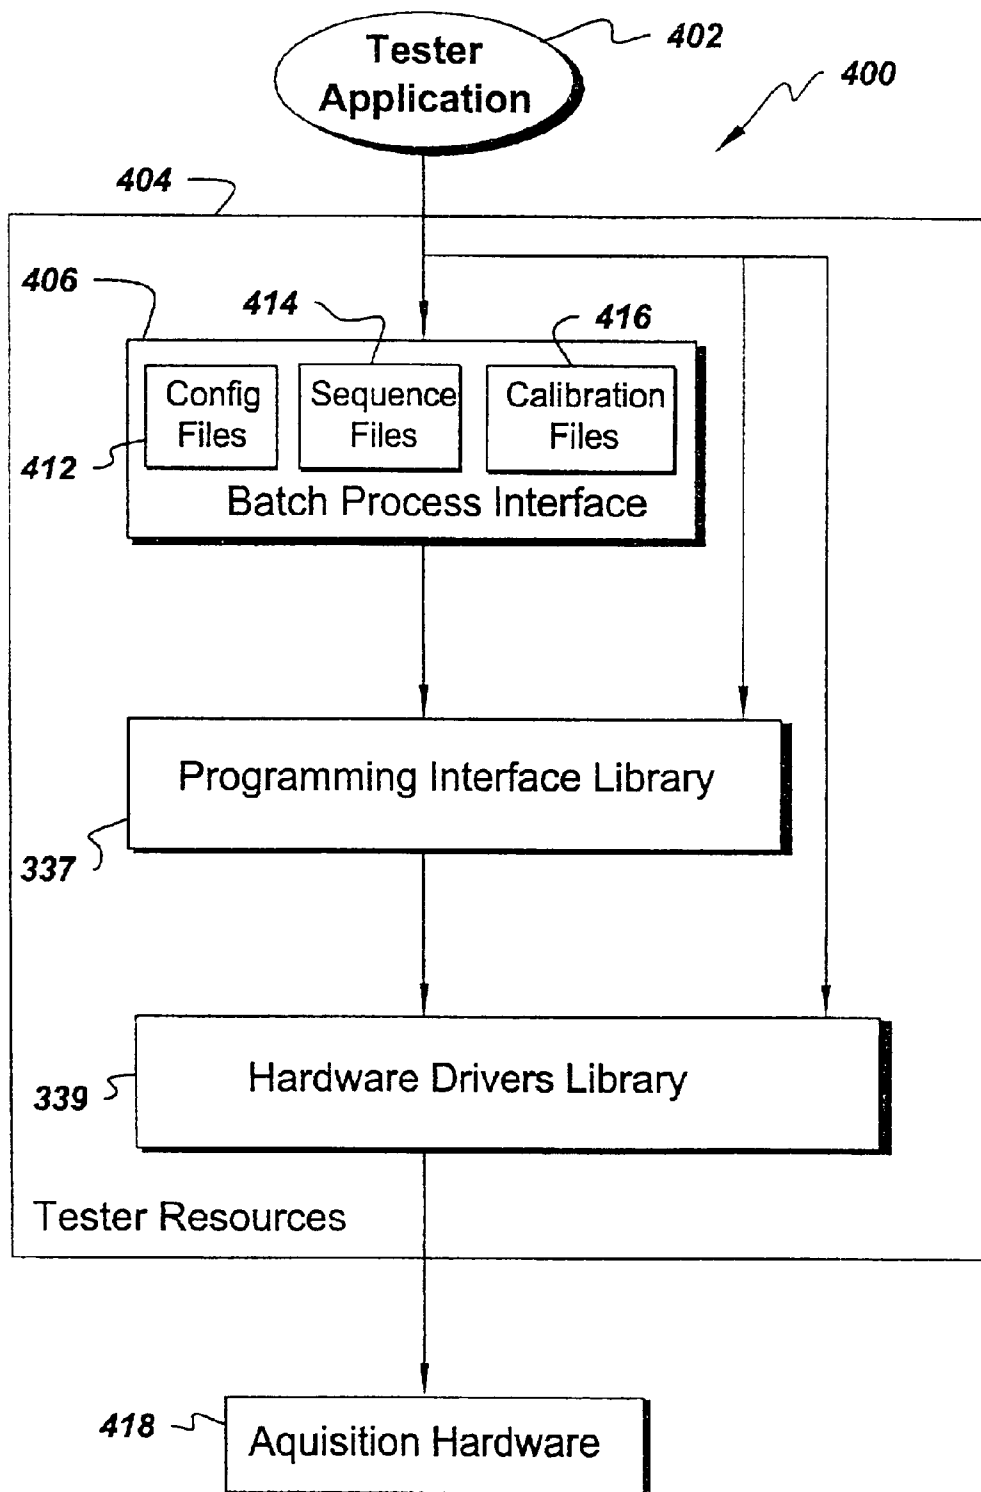 Tester
Application
402
400
404
406
414
416
Config
Files
Sequence
Files
Calibration
Files
412
Batch Process Interface
Programming Interface Library
337
Hardware Drivers Library
339
Tester Resources
418
Aquisition Hardware